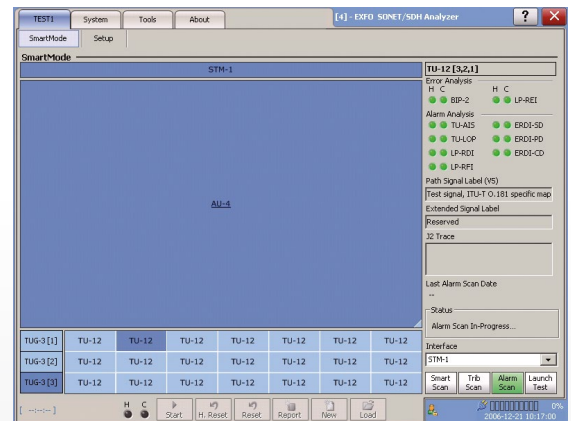 TEST1 System Tools About [4] - EXFO SONET/SDH Analyzer ? X
SmartMode Setup
SmartMode
STM-1
AU-4
TUG-3 [1] TU-12 TU-12 TU-12 TU-12 TU-12 TU-12 TU-12
TUG-3 [2] TU-12 TU-12 TU-12 TU-12 TU-12 TU-12 TU-12
TUG-3 [3] TU-12 TU-12 TU-12 TU-12 TU-12 TU-12 TU-12
TU-12 [3,2,1]
Error Analysis
H C H C
BIP-2 LP-REI
Alarm Analysis
TU-AIS ERDI-SD
TU-LOP ERDI-PD
LP-RDI ERDI-CD
LP-RFI
Path Signal Label (V5)
Test signal, ITU-T O.181 specific map
Extended Signal Label
Reserved
J2 Trace
Last Alarm Scan Date
--
Status
Alarm Scan In-Progress...
Interface
STM-1
Smart Scan Trib Scan Alarm Scan Launch Test
[ --:--:-- ] H C Start H. Reset Reset Report New Load
0%
2006-12-21 10:17:00